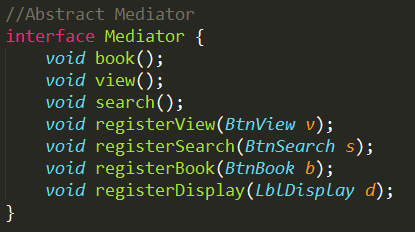 //Abstract Mediator
interface Mediator {
    void book();
    void view();
    void search();
    void registerView(BtnView v);
    void registerSearch(BtnSearch s);
    void registerBook(BtnBook b);
    void registerDisplay(LblDisplay d);
}